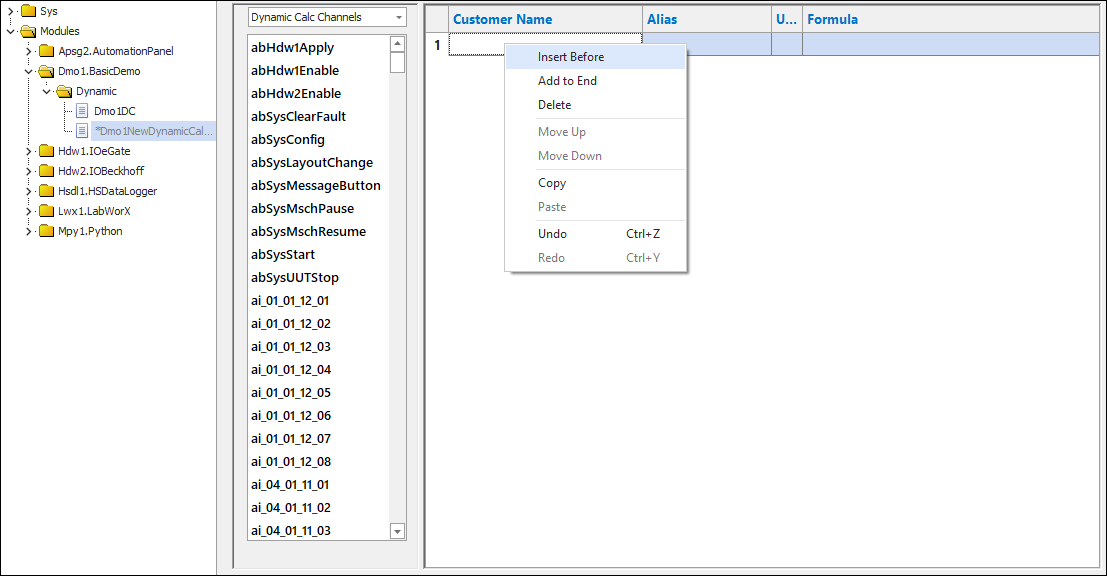 Sys
Modules
Apsg2.AutomationPanel
Dmo1.BasicDemo
Dynamic
Dmo1DC
*Dmo1NewDynamicCal...
Hdw1.IOeGate
Hdw2.IOBeckhoff
Hsdl1.HSDataLogger
Lwx1.LabWorX
Mpy1.Python
Dynamic Calc Channels
abHdw1Apply
abHdw1Enable
abHdw2Enable
abSysClearFault
abSysConfig
abSysLayoutChange
abSysMessageButton
abSysMschPause
abSysMschResume
abSysStart
abSysUUTStop
ai_01_01_12_01
ai_01_01_12_02
ai_01_01_12_03
ai_01_01_12_04
ai_01_01_12_05
ai_01_01_12_06
ai_01_01_12_07
ai_01_01_12_08
ai_04_01_11_01
ai_04_01_11_02
ai_04_01_11_03
Customer Name Alias U... Formula
1
Insert Before
Add to End
Delete
Move Up
Move Down
Copy
Paste
Undo Ctrl+Z
Redo Ctrl+Y